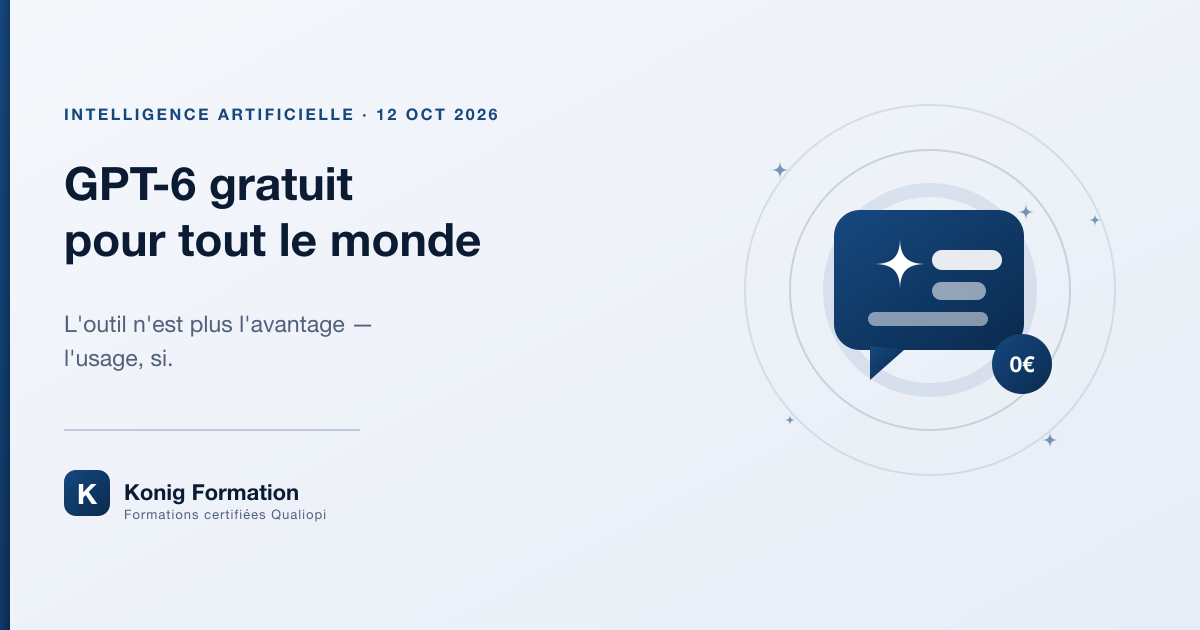 INTELLIGENCE ARTIFICIELLE · 12 OCT 2026
GPT-6 gratuit
pour tout le monde
L'outil n'est plus l'avantage —
l'usage, si.
0€
K
Konig Formation
Formations certifiées Qualiopi